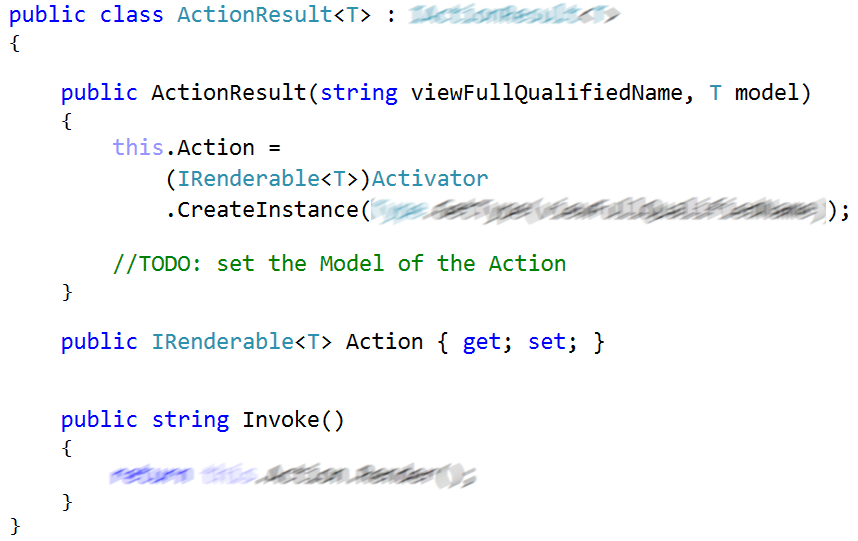 public class ActionResult<T> :
{
public ActionResult(string viewFullQualifiedName, T model)
{
this.Action =
(IRenderable<T>)Activator
.CreateInstance( );
//TODO: set the Model of the Action
}
public IRenderable<T> Action { get; set; }
public string Invoke()
{
}
}